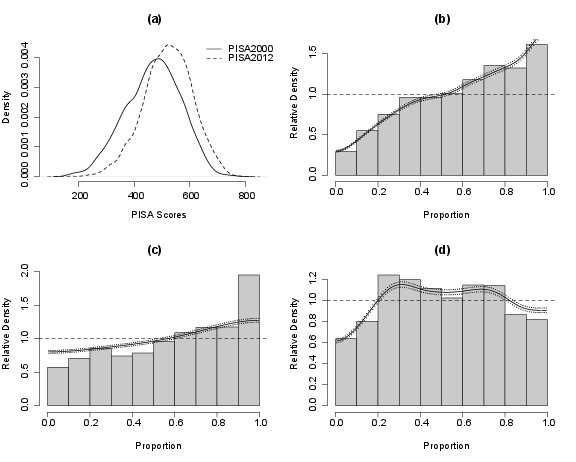 (a)
PISA2000
PISA2012
0.000 0.001 0.002 0.003 0.004
Density
200 400 600 800
PISA Scores
(b)
0.0 0.5 1.0 1.5
Relative Density
0.0 0.2 0.4 0.6 0.8 1.0
Proportion
(c)
0.0 0.5 1.0 1.5 2.0
Relative Density
0.0 0.2 0.4 0.6 0.8 1.0
Proportion
(d)
0.0 0.2 0.4 0.6 0.8 1.0 1.2
Relative Density
0.0 0.2 0.4 0.6 0.8 1.0
Proportion